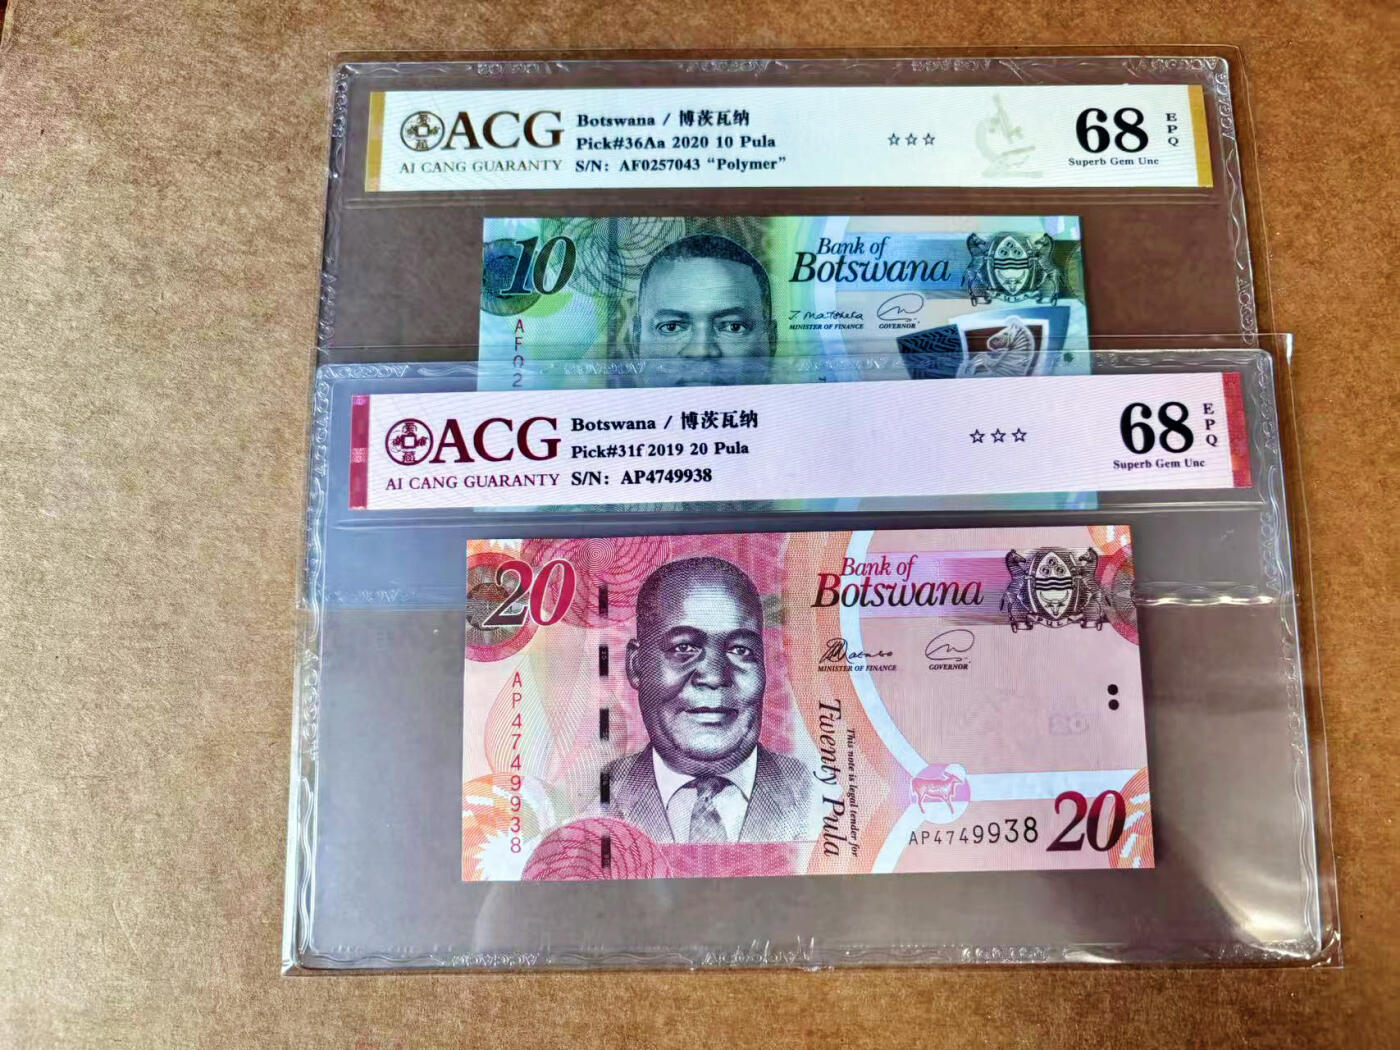 ACG
AI CANG GUARANTY
Botswana / 博茨瓦纳
Pick#36Aa 2020 10 Pula
S/N: AF0257043 “Polymer”
☆☆☆
68
EPQ
Superb Gem Unc
10
AF02
Bank of
Botswana
MINISTER OF FINANCE
GOVERNOR
PULA
ACG
AI CANG GUARANTY
Botswana / 博茨瓦纳
Pick#31f 2019 20 Pula
S/N: AP4749938
☆☆☆
68
EPQ
Superb Gem Unc
20
AP4749938
Bank of
Botswana
MINISTER OF FINANCE
GOVERNOR
PULA
This note is legal tender for
Twenty Pula
AP4749938
20